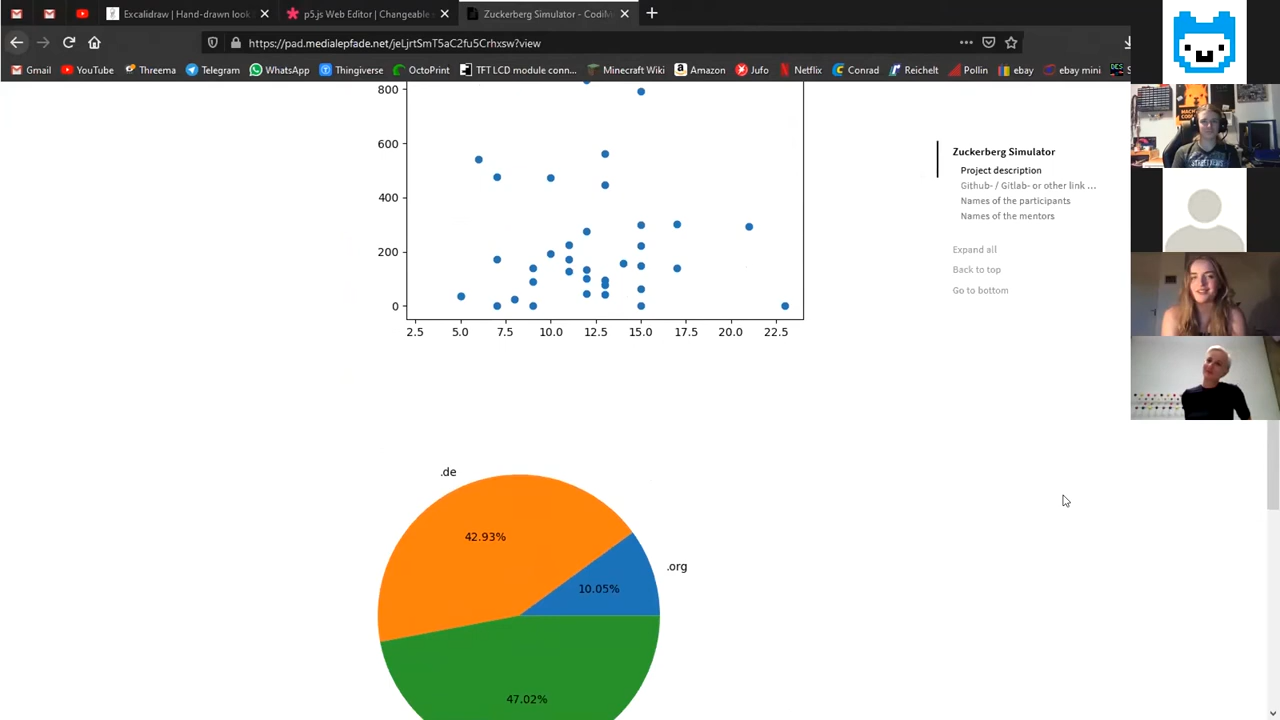 Excalidraw | Hand-drawn look
p5.js Web Editor | Changeable
Zuckerberg Simulator - CodiM
https://pad.medialepfade.net/jeLjrtSmT5aC2fu5Crhxsw?view
Gmail YouTube Threema Telegram WhatsApp Thingiverse OctoPrint TFT LCD module conn... Minecraft Wiki Amazon Jufo Netflix Conrad Reichelt Pollin ebay ebay mini DES S
800
600
400
200
0
2.5 5.0 7.5 10.0 12.5 15.0 17.5 20.0 22.5
Zuckerberg Simulator
Project description
Github- / Gitlab- or other link ...
Names of the participants
Names of the mentors
Expand all
Back to top
Go to bottom
.de
42.93%
.org
10.05%
47.02%